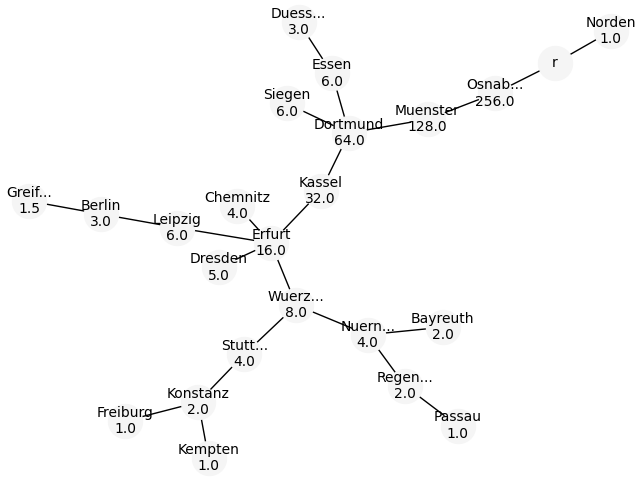 Duess...
3.0
Norden
1.0
r
Essen
6.0
Osnab...
256.0
Siegen
6.0
Muenster
128.0
Dortmund
64.0
Kassel
32.0
Greif...
1.5
Berlin
3.0
Chemnitz
4.0
Leipzig
6.0
Erfurt
16.0
Dresden
5.0
Wuerz...
8.0
Nuern...
4.0
Bayreuth
2.0
Stutt...
4.0
Regen...
2.0
Konstanz
2.0
Freiburg
1.0
Passau
1.0
Kempten
1.0